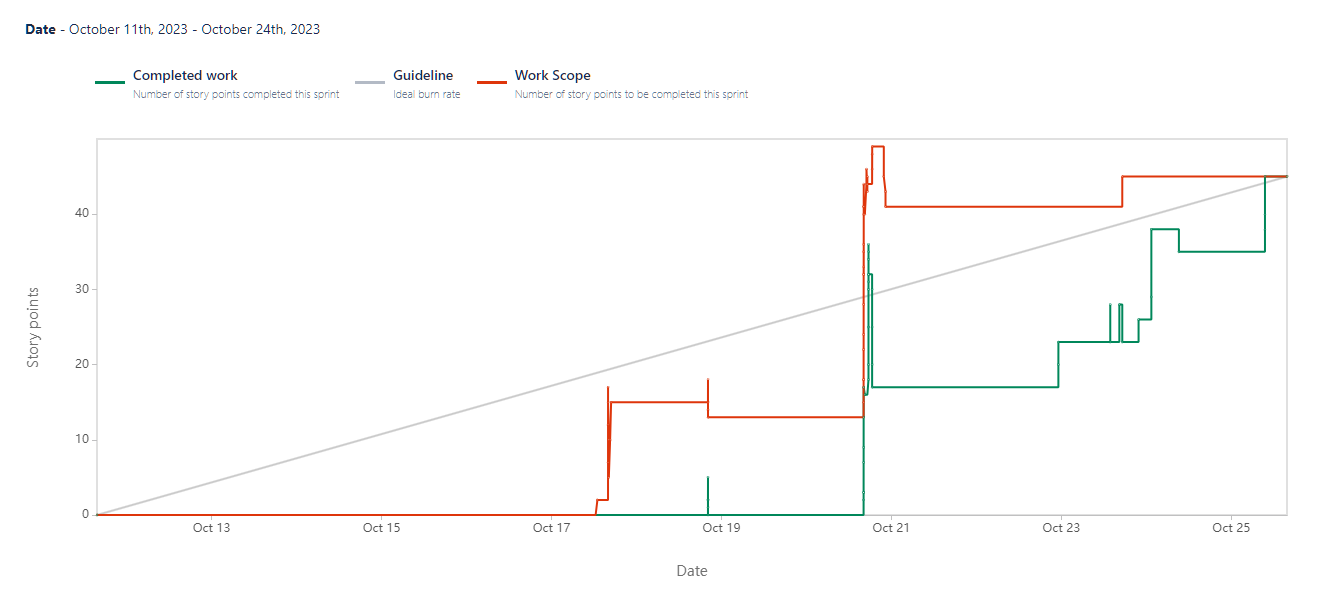 Date - October 11th, 2023 - October 24th, 2023
Completed work
Number of story points completed this sprint
Guideline
Ideal burn rate
Work Scope
Number of story points to be completed this sprint
Story points
40
30
20
10
0
Oct 13
Oct 15
Oct 17
Oct 19
Oct 21
Oct 23
Oct 25
Date